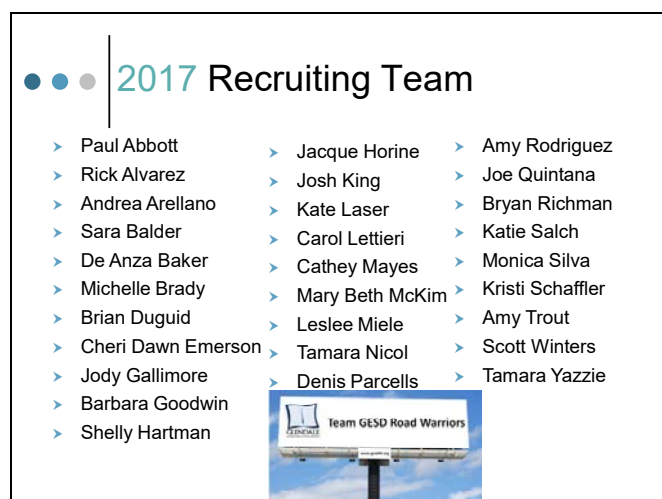 2017 Recruiting Team
Paul Abbott
Rick Alvarez
Andrea Arellano
Sara Balder
De Anza Baker
Michelle Brady
Brian Duguid
Cheri Dawn Emerson
Jody Gallimore
Barbara Goodwin
Shelly Hartman
Jacque Horine
Josh King
Kate Laser
Carol Lettieri
Cathey Mayes
Mary Beth McKim
Leslee Miele
Tamara Nicol
Denis Parcells
Amy Rodriguez
Joe Quintana
Bryan Richman
Katie Salch
Monica Silva
Kristi Schaffler
Amy Trout
Scott Winters
Tamara Yazzie
Team GESD Road Warriors
GLENDALE